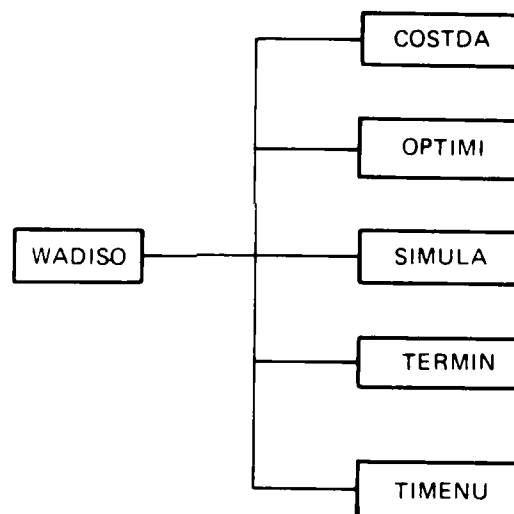 COSTDA
OPTIMI
WADISO
SIMULA
TERMIN
TIMENU